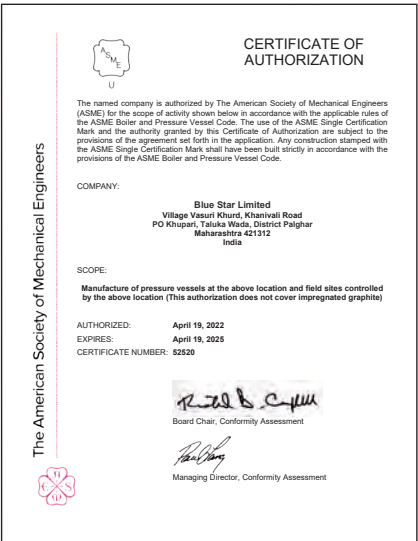 A
S
M
E
U
CERTIFICATE OF
AUTHORIZATION
The named company is authorized by The American Society of Mechanical Engineers
(ASME) for the scope of activity shown below in accordance with the applicable rules of
the ASME Boiler and Pressure Vessel Code. The use of the ASME Single Certification
Mark and the authority granted by this Certificate of Authorization are subject to the
provisions of the agreement set forth in the application. Any construction stamped with
the ASME Single Certification Mark shall have been built strictly in accordance with the
provisions of the ASME Boiler and Pressure Vessel Code.
COMPANY:
Blue Star Limited
Village Vasuri Khurd, Khanivali Road
PO Khupari, Taluka Wada, District Palghar
Maharashtra 421312
India
SCOPE:
Manufacture of pressure vessels at the above location and field sites controlled
by the above location (This authorization does not cover impregnated graphite)
AUTHORIZED: April 19, 2022
EXPIRES: April 19, 2025
CERTIFICATE NUMBER: 52520
Board Chair, Conformity Assessment
Managing Director, Conformity Assessment
The American Society of Mechanical Engineers
A
S
M
E